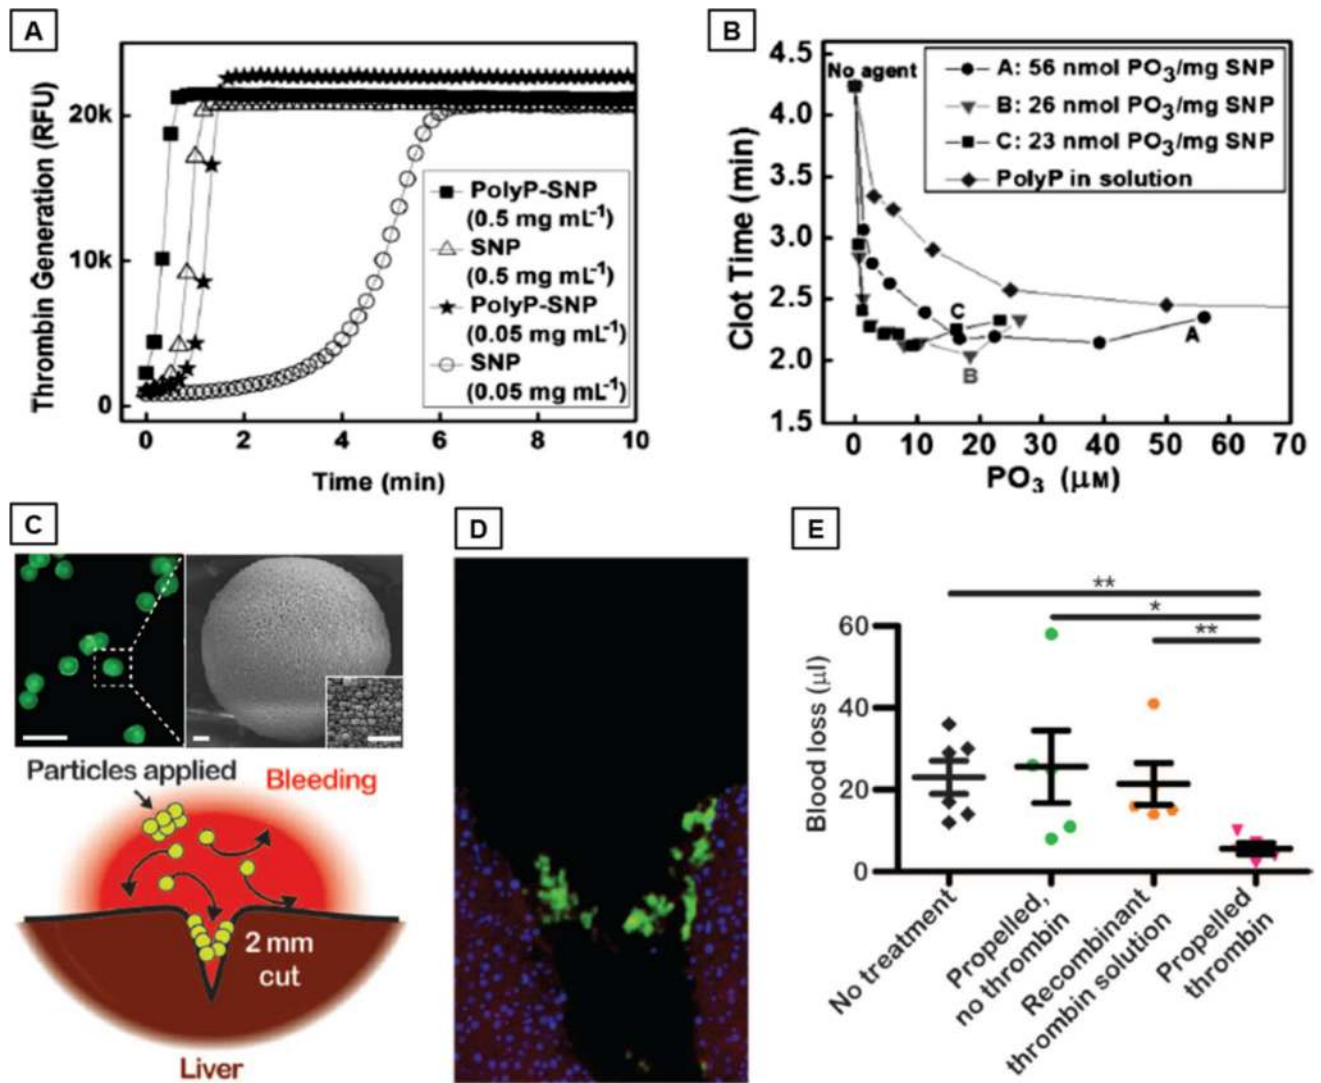 A
Thrombin Generation (RFU)
20k
10k
0
PolyP-SNP
(0.5 mg mL⁻¹)
SNP
(0.5 mg mL⁻¹)
PolyP-SNP
(0.05 mg mL⁻¹)
SNP
(0.05 mg mL⁻¹)
0 2 4 6 8 10
Time (min)
B
Clot Time (min)
4.5
4.0
3.5
3.0
2.5
2.0
1.5
No agent
A: 56 nmol PO₃/mg SNP
B: 26 nmol PO₃/mg SNP
C: 23 nmol PO₃/mg SNP
PolyP in solution
C
A
B
0 10 20 30 40 50 60 70
PO₃ (μM)
C
Particles applied
Bleeding
2 mm
cut
Liver
D
E
**
*
**
Blood loss (μl)
60
40
20
0
No treatment
Propelled,
no thrombin
Recombinant
thrombin solution
Propelled
thrombin